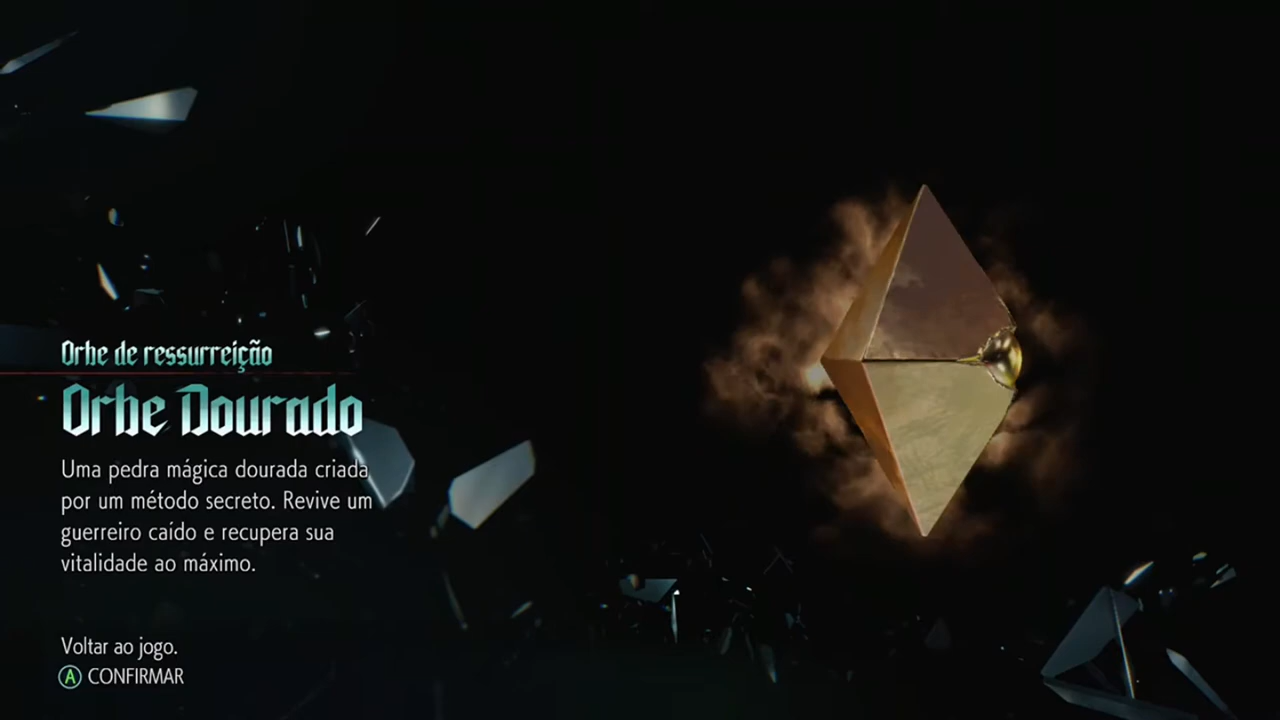 Orbe de ressurreição
Orbe Dourado
Uma pedra mágica dourada criada
por um método secreto. Revive um
guerreiro caído e recupera sua
vitalidade ao máximo.
Voltar ao jogo.
A CONFIRMAR